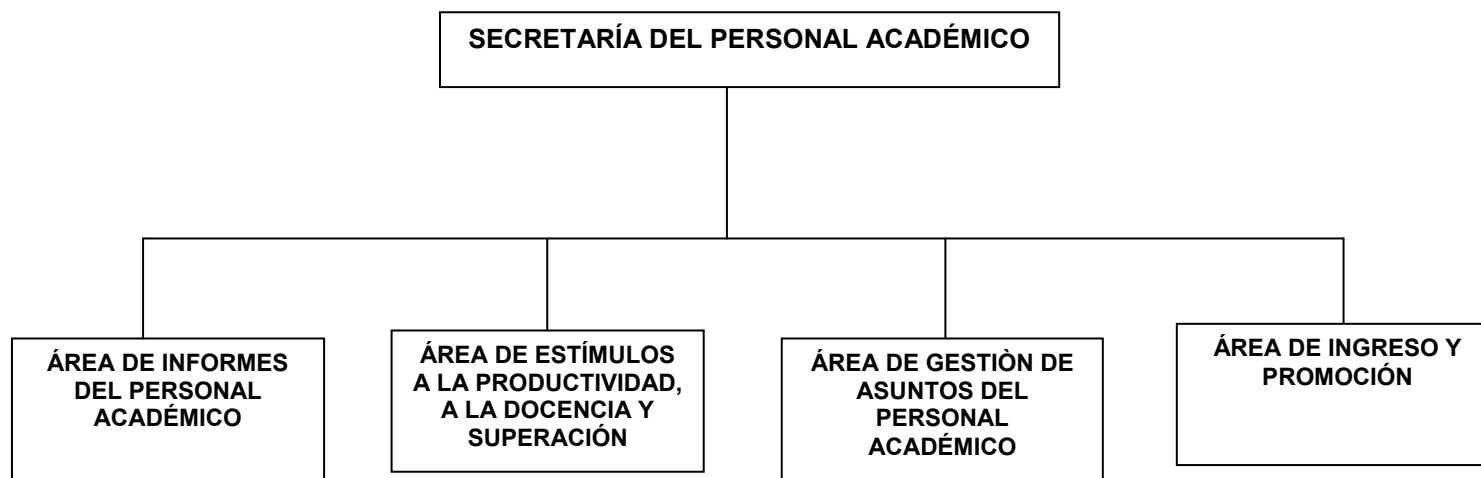 SECRETARÍA DEL PERSONAL ACADÉMICO
ÁREA DE INFORMES
DEL PERSONAL
ACADÉMICO
ÁREA DE ESTÍMULOS
A LA PRODUCTIVIDAD,
A LA DOCENCIA Y
SUPERACIÓN
ÁREA DE GESTIÒN DE
ASUNTOS DEL
PERSONAL
ACADÉMICO
ÁREA DE INGRESO Y
PROMOCIÓN